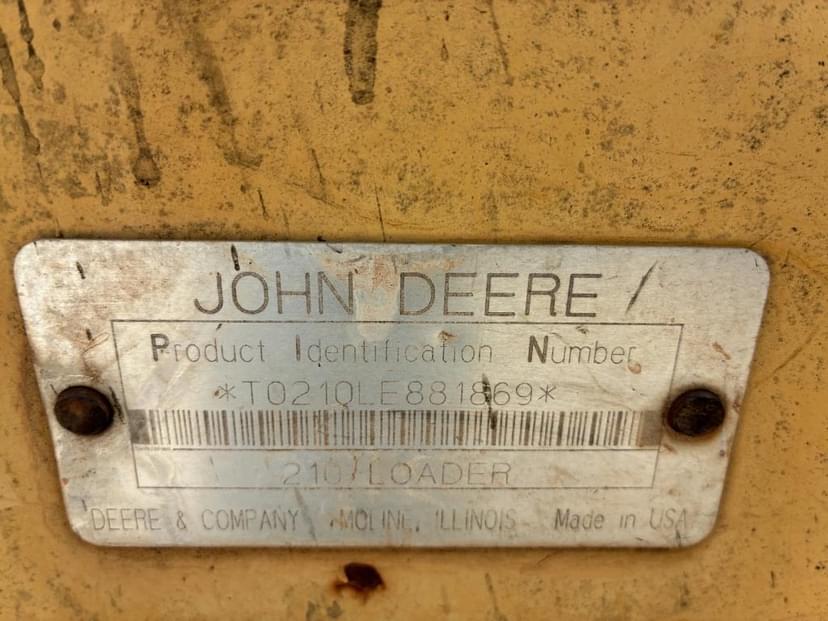 JOHN DEERE
Product Identification Number
*T0210LE881869*
210 LOADER
DEERE & COMPANY MOLINE, ILLINOIS Made in USA